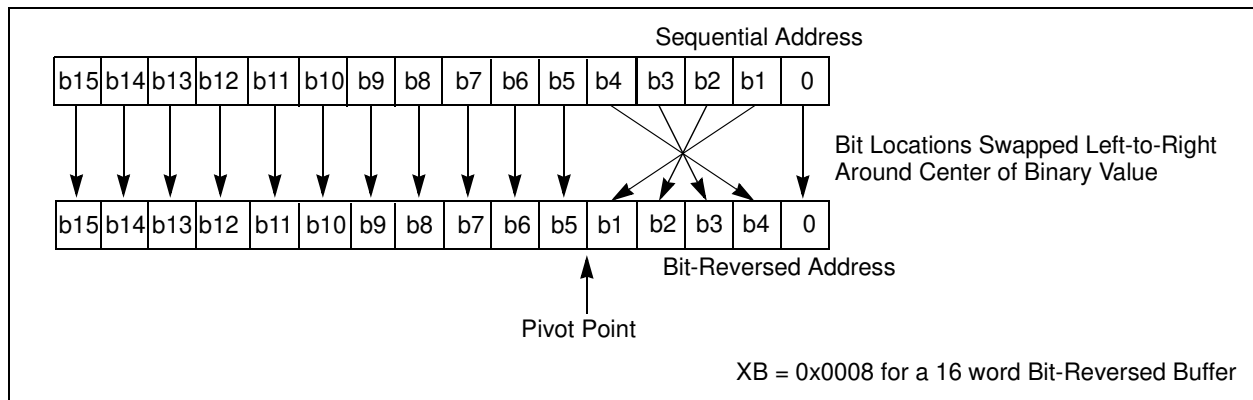 Sequential Address
b15 b14 b13 b12 b11 b10 b9 b8 b7 b6 b5 b4 b3 b2 b1 0
Bit Locations Swapped Left-to-Right
Around Center of Binary Value
b15 b14 b13 b12 b11 b10 b9 b8 b7 b6 b5 b1 b2 b3 b4 0
Bit-Reversed Address
Pivot Point
XB = 0x0008 for a 16 word Bit-Reversed Buffer